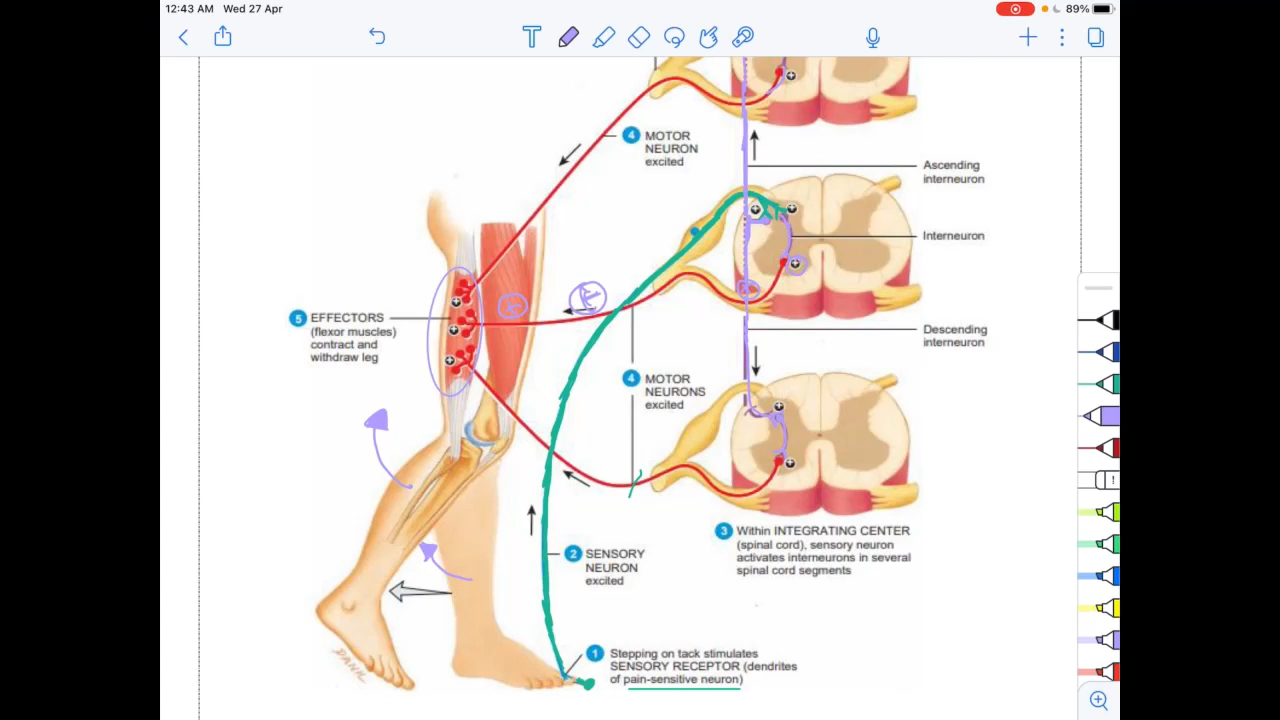 12:43 AM Wed 27 Apr
89%
T
4 MOTOR
NEURON
excited
Ascending
interneuron
Interneuron
5 EFFECTORS
(flexor muscles)
contract and
withdraw leg
Descending
interneuron
4 MOTOR
NEURONS
excited
3 Within INTEGRATING CENTER
(spinal cord), sensory neuron
activates interneurons in several
spinal cord segments
2 SENSORY
NEURON
excited
1 Stepping on tack stimulates
SENSORY RECEPTOR (dendrites
of pain-sensitive neuron)